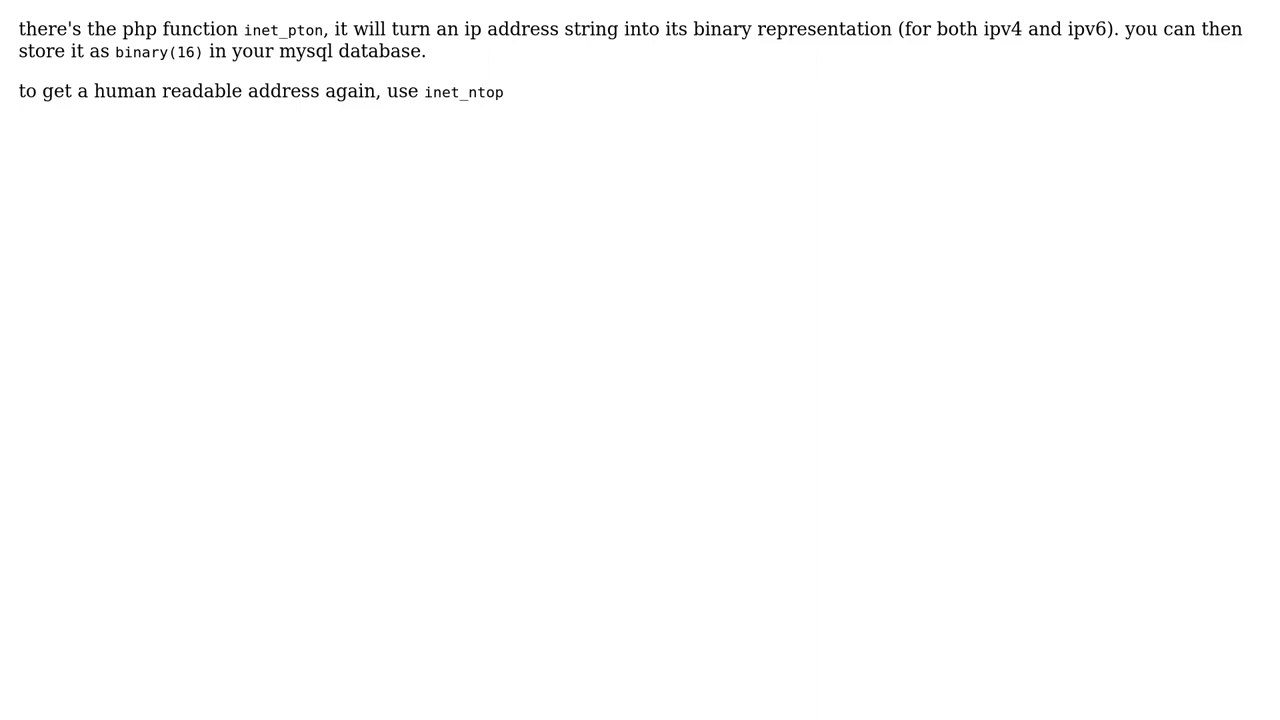 there's the php function inet_pton, it will turn an ip address string into its binary representation (for both ipv4 and ipv6). you can then
store it as binary(16) in your mysql database.
to get a human readable address again, use inet_ntop